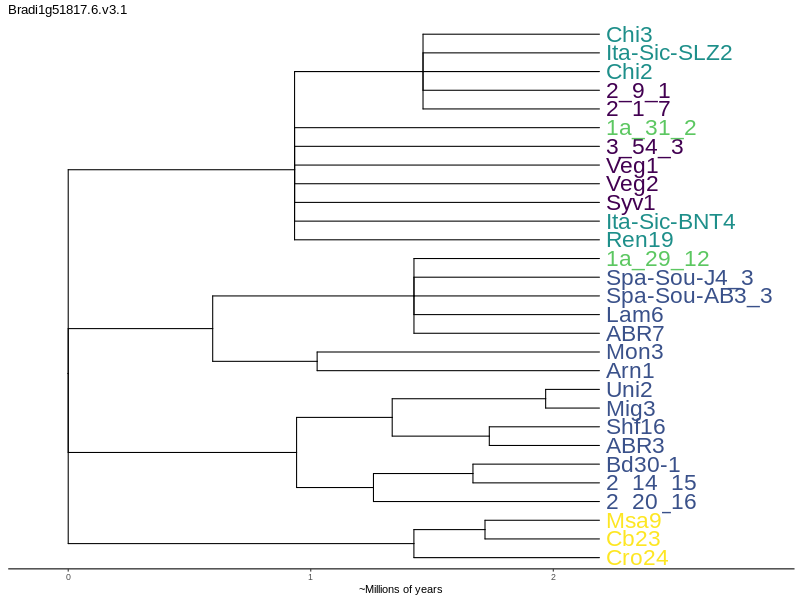 Bradi1g51817.6.v3.1
Chi3
Ita-Sic-SLZ2
Chi2
2_9_1
2_1_7
1a_31_2
3_54_3
Veg1
Veg2
Syv1
Ita-Sic-BNT4
Ren19
1a_29_12
Spa-Sou-J4_3
Spa-Sou-AB3_3
Lam6
ABR7
Mon3
Arn1
Uni2
Mig3
Shf16
ABR3
Bd30-1
2_14_15
2_20_16
Msa9
Cb23
Cro24
0 1 2
~Millions of years